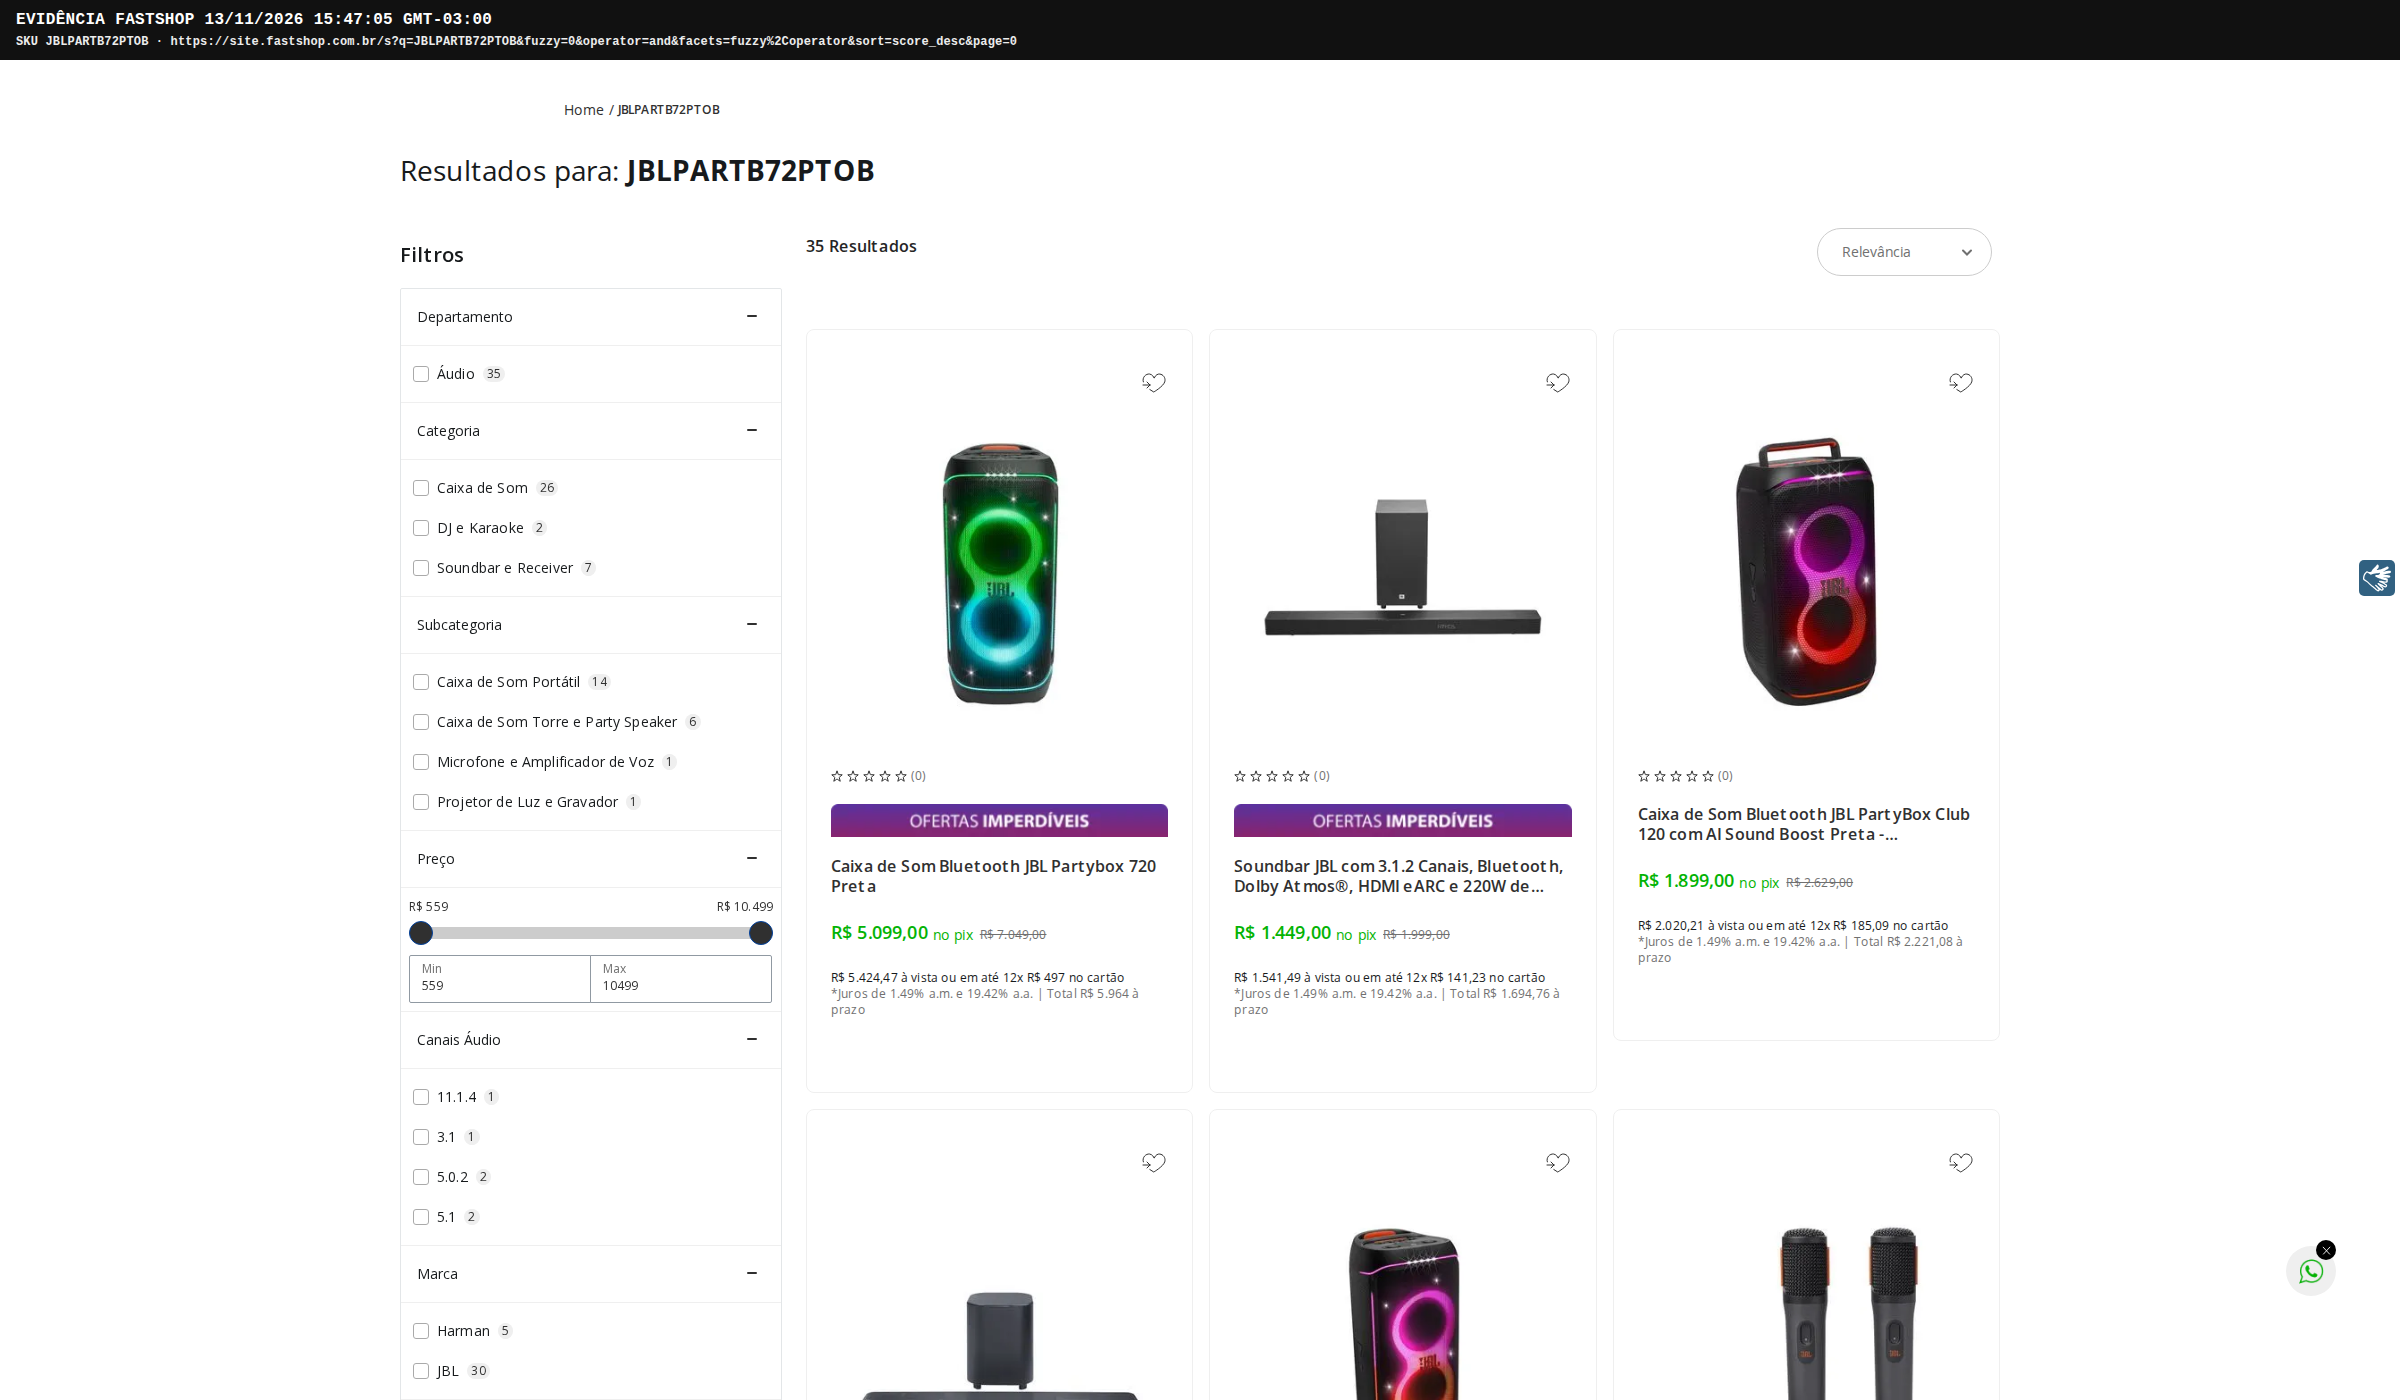 EVIDÊNCIA FASTSHOP 13/11/2026 15:47:05 GMT-03:00
SKU JBLPARTB72PTOB · https://site.fastshop.com.br/s?q=JBLPARTB72PTOB&fuzzy=0&operator=and&facets=fuzzy%2Coperator&sort=score_desc&page=0
Home / JBLPARTB72PTOB
Resultados para: JBLPARTB72PTOB
Filtros
35 Resultados
Relevância
Departamento
Áudio 35
Categoria
Caixa de Som 26
DJ e Karaoke 2
Soundbar e Receiver 7
Subcategoria
Caixa de Som Portátil 14
Caixa de Som Torre e Party Speaker 6
Microfone e Amplificador de Voz 1
Projetor de Luz e Gravador 1
Preço
R$ 559 R$ 10.499
Min
559
Max
10499
Canais Áudio
11.1.4 1
3.1 1
5.0.2 2
5.1 2
Marca
Harman 5
JBL 30
JBL
(0)
OFERTAS IMPERDÍVEIS
Caixa de Som Bluetooth JBL Partybox 720
Preta
R$ 5.099,00 no pix R$ 7.049,00
R$ 5.424,47 à vista ou em até 12x R$ 497 no cartão
*Juros de 1.49% a.m. e 19.42% a.a. | Total R$ 5.964 à
prazo
(0)
OFERTAS IMPERDÍVEIS
Soundbar JBL com 3.1.2 Canais, Bluetooth,
Dolby Atmos®, HDMI eARC e 220W de...
R$ 1.449,00 no pix R$ 1.999,00
R$ 1.541,49 à vista ou em até 12x R$ 141,23 no cartão
*Juros de 1.49% a.m. e 19.42% a.a. | Total R$ 1.694,76 à
prazo
JBL
(0)
Caixa de Som Bluetooth JBL PartyBox Club
120 com AI Sound Boost Preta -...
R$ 1.899,00 no pix R$ 2.629,00
R$ 2.020,21 à vista ou em até 12x R$ 185,09 no cartão
*Juros de 1.49% a.m. e 19.42% a.a. | Total R$ 2.221,08 à
prazo
JBL
JBL
JBL